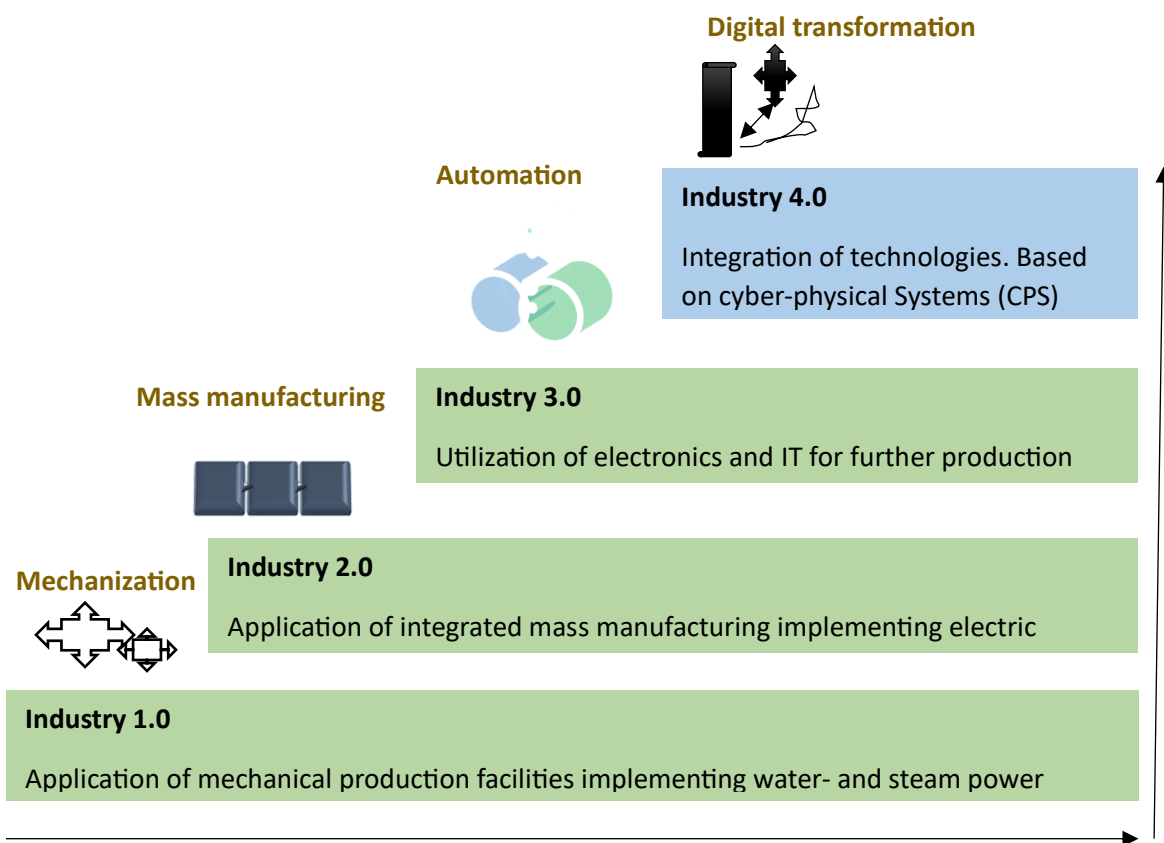 Digital transformation
Automation
Industry 4.0
Integration of technologies. Based
on cyber-physical Systems (CPS)
Mass manufacturing
Industry 3.0
Utilization of electronics and IT for further production
Mechanization
Industry 2.0
Application of integrated mass manufacturing implementing electric
Industry 1.0
Application of mechanical production facilities implementing water- and steam power